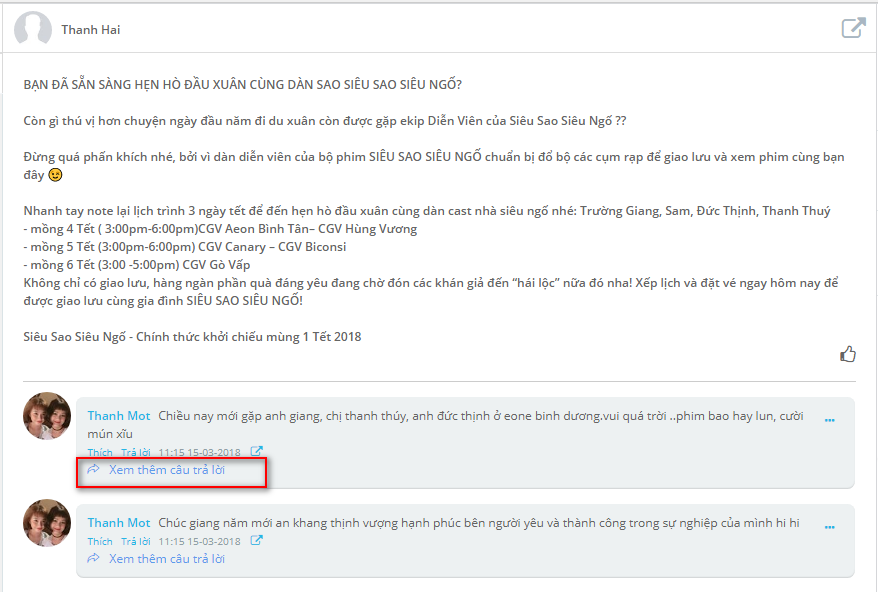 Thanh Hai
BẠN ĐÃ SẴN SÀNG HẸN HÒ ĐẦU XUÂN CÙNG DÀN SAO SIÊU SAO SIÊU NGỐ?
Còn gì thú vị hơn chuyện ngày đầu năm đi du xuân còn được gặp ekip Diễn Viên của Siêu Sao Siêu Ngố ??
Đừng quá phấn khích nhé, bởi vì dàn diễn viên của bộ phim SIÊU SAO SIÊU NGỐ chuẩn bị đổ bộ các cụm rạp để giao lưu và xem phim cùng bạn
đây 😉
Nhanh tay note lại lịch trình 3 ngày tết để đến hẹn hò đầu xuân cùng dàn cast nhà siêu ngố nhé: Trường Giang, Sam, Đức Thịnh, Thanh Thuý
- mồng 4 Tết ( 3:00pm-6:00pm)CGV Aeon Bình Tân– CGV Hùng Vương
- mồng 5 Tết (3:00pm-6:00pm) CGV Canary – CGV Biconsi
- mồng 6 Tết (3:00 -5:00pm) CGV Gò Vấp
Không chỉ có giao lưu, hàng ngàn phần quà đáng yêu đang chờ đón các khán giả đến “hái lộc” nữa đó nha! Xếp lịch và đặt vé ngay hôm nay để
được giao lưu cùng gia đình SIÊU SAO SIÊU NGỐ!
Siêu Sao Siêu Ngố - Chính thức khởi chiếu mùng 1 Tết 2018
Thanh Mot Chiều nay mới gặp anh giang, chị thanh thúy, anh đức thịnh ở eone binh dương.vui quá trời ..phim bao hay lun, cười
mún xĩu
Thích Trả lời 11:15 15-03-2018
Xem thêm câu trả lời
Thanh Mot Chúc giang năm mới an khang thịnh vượng hạnh phúc bên người yêu và thành công trong sự nghiệp của mình hi hi
Thích Trả lời 11:15 15-03-2018
Xem thêm câu trả lời